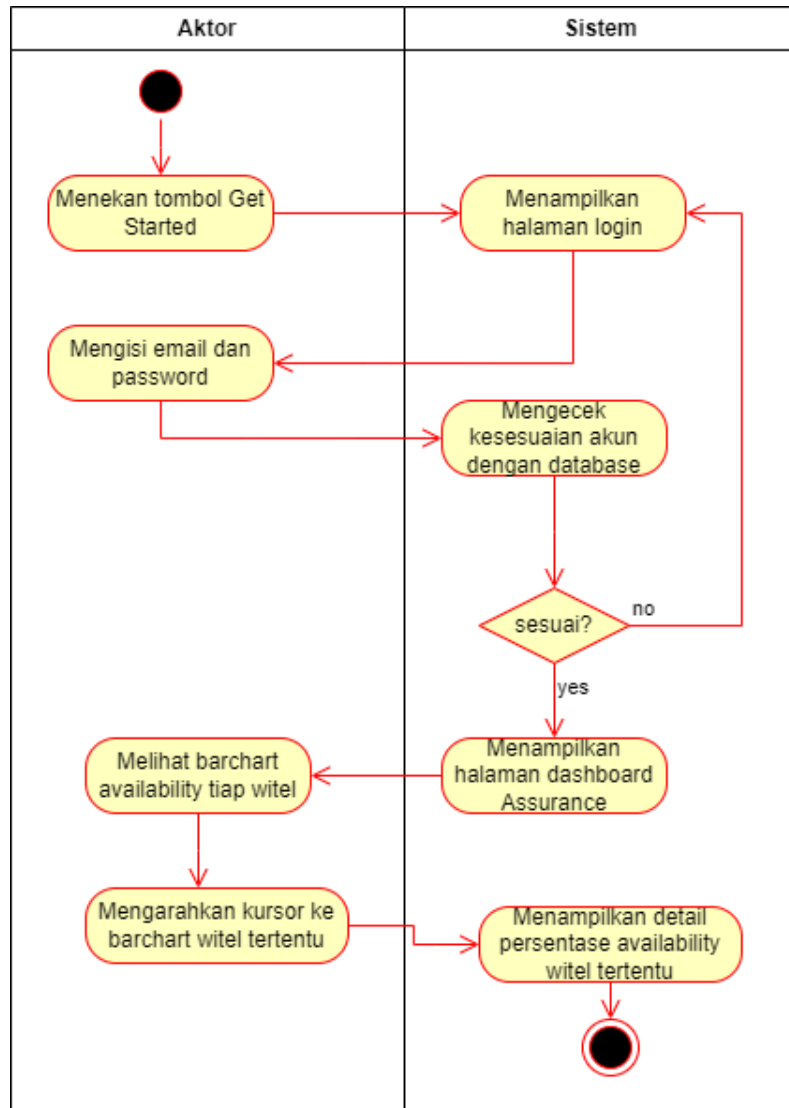 Aktor
Sistem
Menekan tombol Get
Started
Menampilkan
halaman login
Mengisi email dan
password
Mengecek
kesesuaian akun
dengan database
sesuai?
no
yes
Melihat barchart
availability tiap witel
Menampilkan
halaman dashboard
Assurance
Mengarahkan kursor ke
barchart witel tertentu
Menampilkan detail
persentase availability
witel tertentu